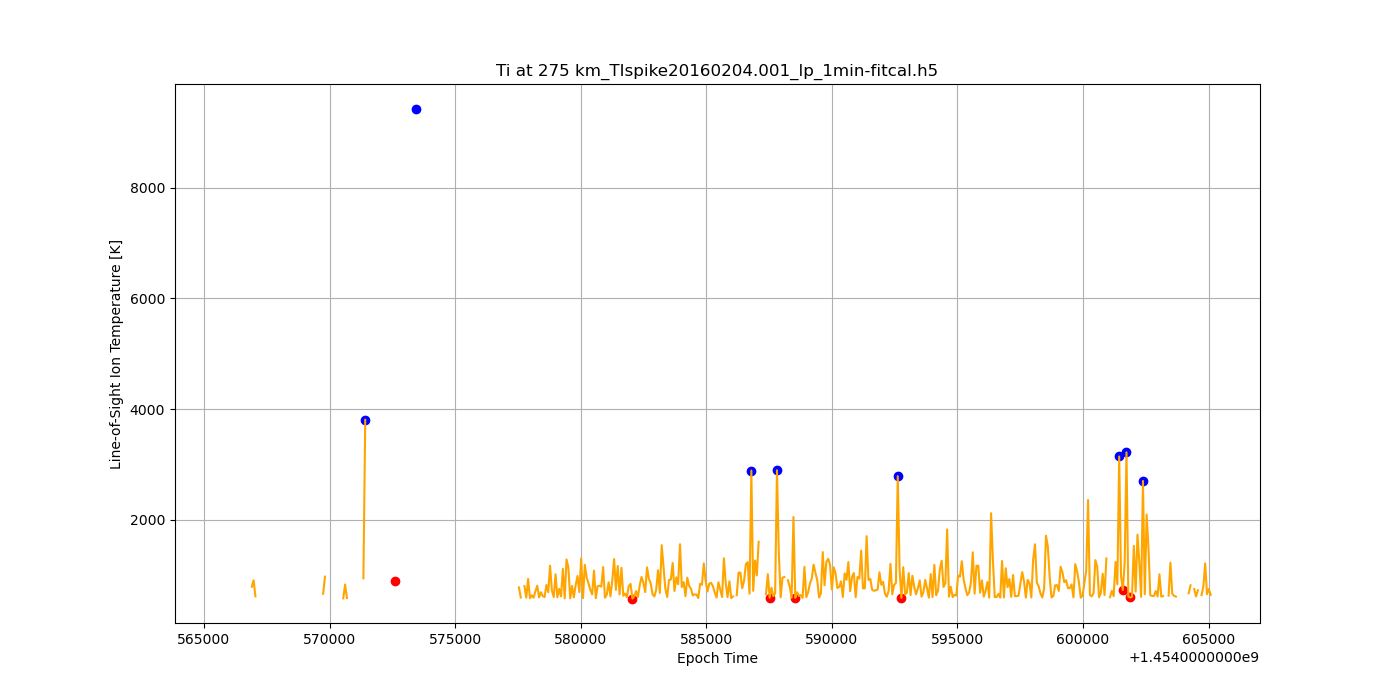 Ti at 275 km_TIspike20160204.001_lp_1min-fitcal.h5
Line-of-Sight Ion Temperature [K]
8000
6000
4000
2000
565000 570000 575000 580000 585000 590000 595000 600000 605000
Epoch Time
+1.4540000000e9